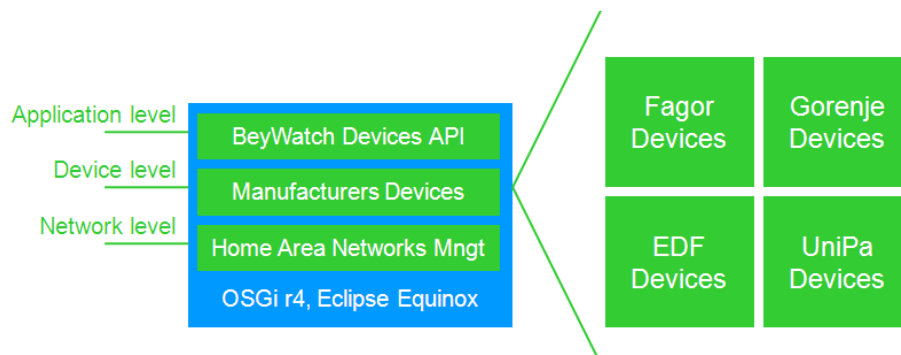 Application level
BeyWatch Devices API
Device level
Manufacturers Devices
Network level
Home Area Networks Mngt
OSGi r4, Eclipse Equinox
Fagor
Devices
Gorenje
Devices
EDF
Devices
UniPa
Devices